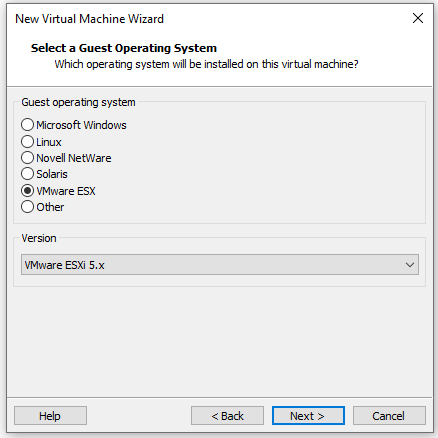 New Virtual Machine Wizard
Select a Guest Operating System
Which operating system will be installed on this virtual machine?
Guest operating system
Microsoft Windows
Linux
Novell NetWare
Solaris
VMware ESX
Other
Version
VMware ESXi 5.x
Help
< Back
Next >
Cancel